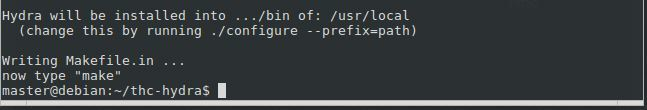 Hydra will be installed into .../bin of: /usr/local
(change this by running ./configure --prefix=path)
Writing Makefile.in ...
now type "make"
master@debian:~/thc-hydra$